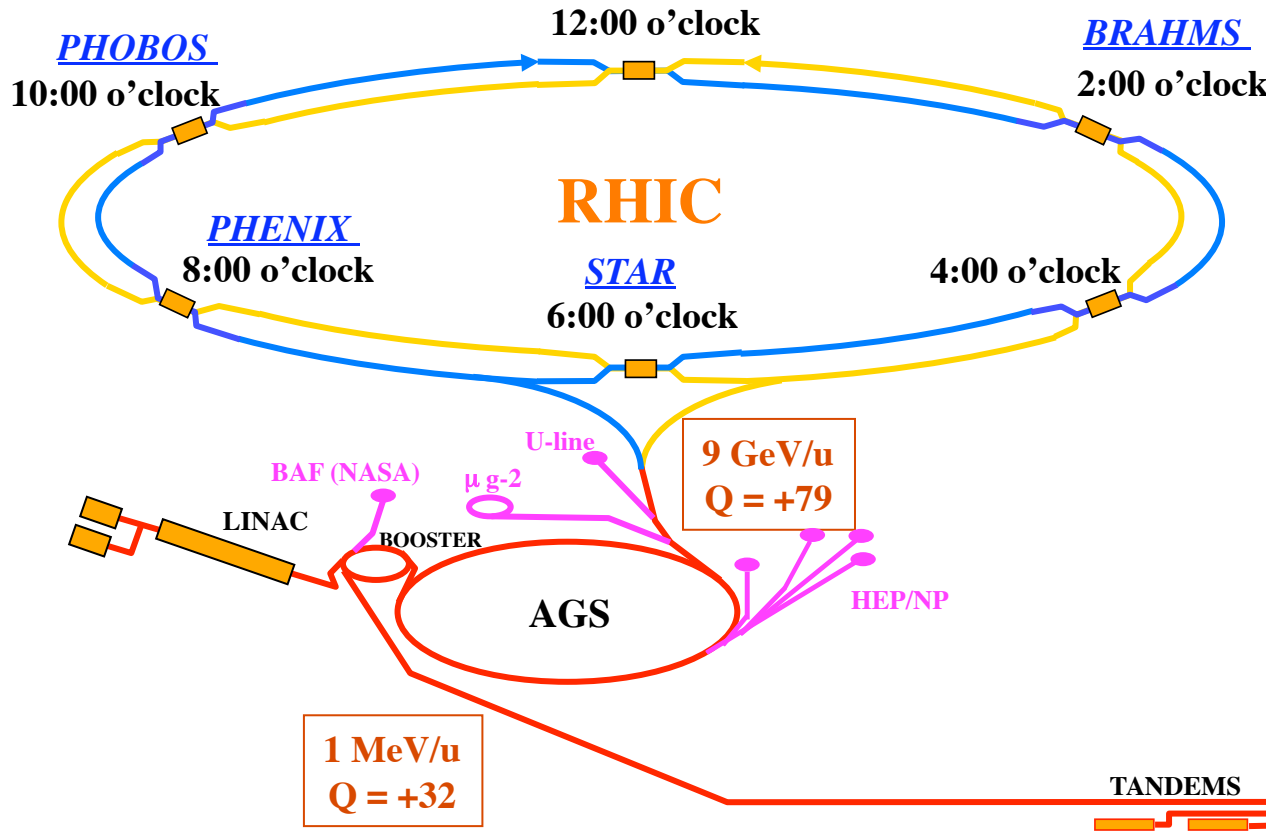 12:00 o’clock
PHOBOS
10:00 o’clock
BRAHMS
2:00 o’clock
RHIC
PHENIX
8:00 o’clock
STAR
6:00 o’clock
4:00 o’clock
U-line
9 GeV/u
Q = +79
BAF (NASA)
μ g-2
LINAC
BOOSTER
AGS
HEP/NP
1 MeV/u
Q = +32
TANDEMS